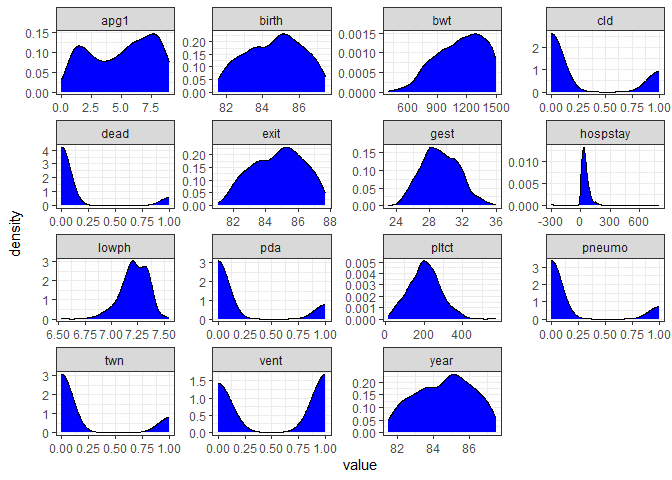 apg1 birth bwt cld
0.15 0.10 0.05 0.00
0.20 0.15 0.10 0.05 0.00
0.0015 0.0010 0.0005 0.0000
2 1 0
0.0 2.5 5.0 7.5
82 84 86
600 900 1200 1500
0.00 0.25 0.50 0.75 1.00
dead exit gest hospstay
4 3 2 1 0
0.20 0.15 0.10 0.05 0.00
0.15 0.10 0.05 0.00
0.010 0.005 0.000
0.00 0.25 0.50 0.75 1.00
82 84 86 88
24 28 32 36
-300 0 300 600
density
lowph pda pltct pneumo
3 2 1 0
3 2 1 0
0.005 0.004 0.003 0.002 0.001 0.000
3 2 1 0
6.50 6.75 7.00 7.25 7.50
0.00 0.25 0.50 0.75 1.00
0 200 400
0.00 0.25 0.50 0.75 1.00
twn vent year
3 2 1 0
1.5 1.0 0.5 0.0
0.20 0.15 0.10 0.05 0.00
0.00 0.25 0.50 0.75 1.00
0.00 0.25 0.50 0.75 1.00
82 84 86
value